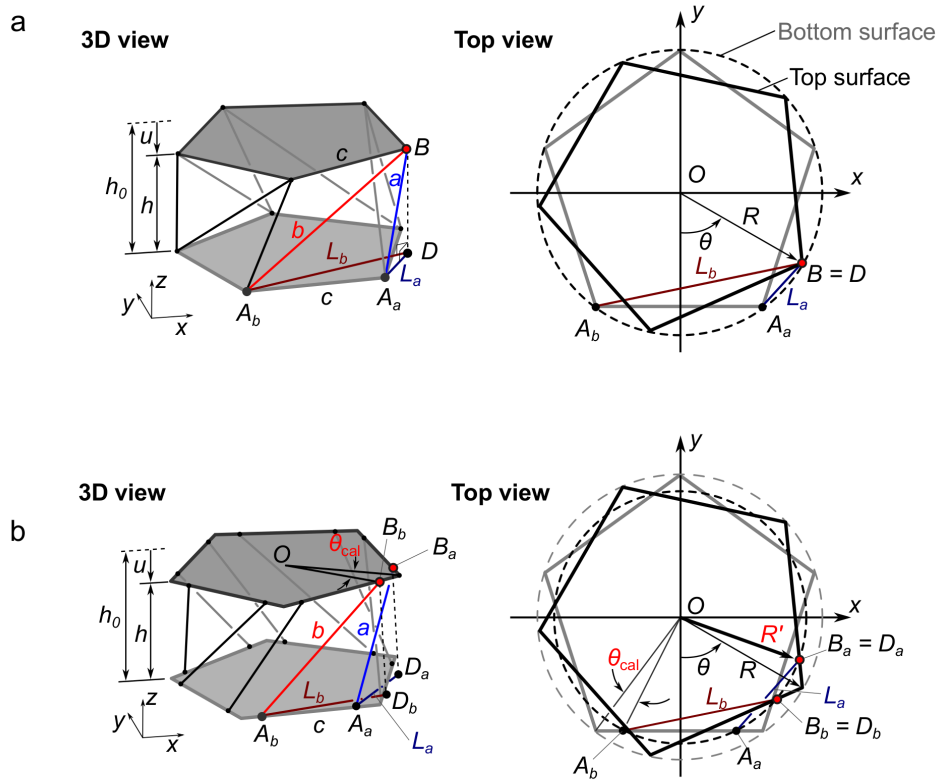 a
3D view
Top view
y
Bottom surface
Top surface
u
c
B
h0
h
a
b
O
x
R
θ
Lb
D
Lb
B = D
z
La
La
y
x
Ab
c
Aa
Ab
Aa
b
3D view
Top view
y
Bb
Ba
O
θcal
u
h0
h
b
a
O
x
R'
Ba = Da
θcal
θ
R
Da
Lb
Lb
Db
La
z
Bb = Db
y
x
Ab
c
Aa
La
Ab
Aa